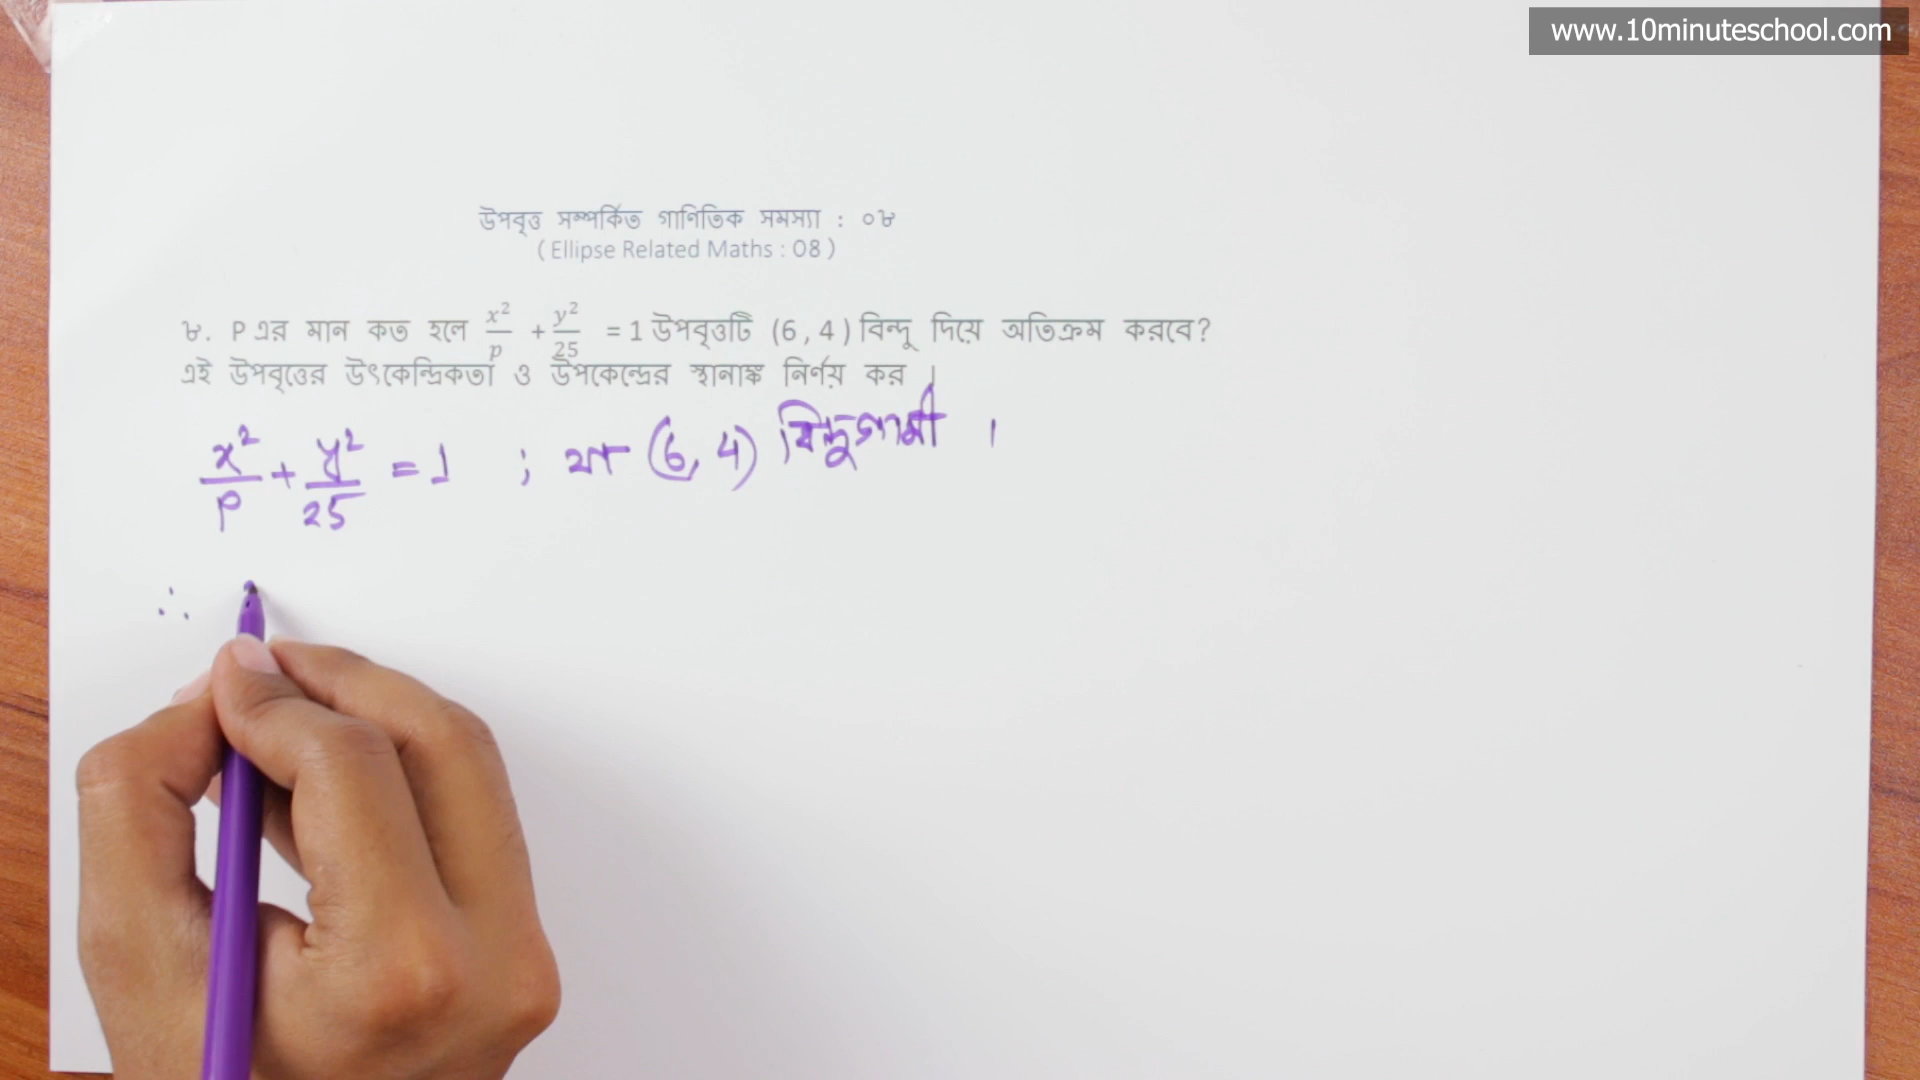 www.10minuteschool.com
উপবৃত্ত সম্পর্কিত গাণিতিক সমস্যা : ০৮
( Ellipse Related Maths : 08 )
৮. P এর মান কত হলে x²/p + y²/25 = 1 উপবৃত্তটি (6 , 4 ) বিন্দু দিয়ে অতিক্রম করবে?
এই উপবৃত্তের উৎকেন্দ্রিকতা ও উপকেন্দ্রের স্থানাঙ্ক নির্ণয় কর ।
x²/P + y²/25 = 1 ; যা (6, 4) বিন্দুগামী ।
∴